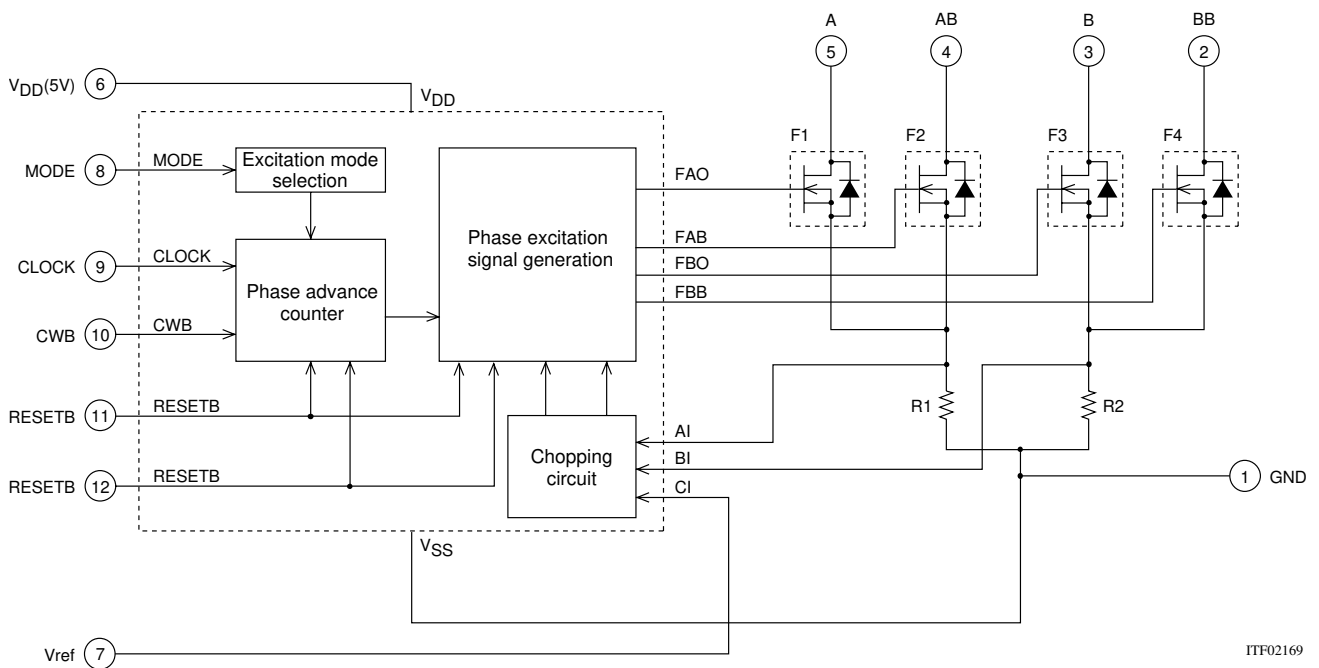 A
AB
B
BB
5
4
3
2
VDD(5V)
6
VDD
F1
F2
F3
F4
MODE
8
MODE
Excitation mode
selection
FAO
Phase excitation
signal generation
FAB
CLOCK
9
CLOCK
FBO
Phase advance
counter
FBB
CWB
10
CWB
RESETB
11
RESETB
R1
R2
AI
Chopping
circuit
BI
RESETB
12
RESETB
CI
1
GND
VSS
Vref
7
ITF02169